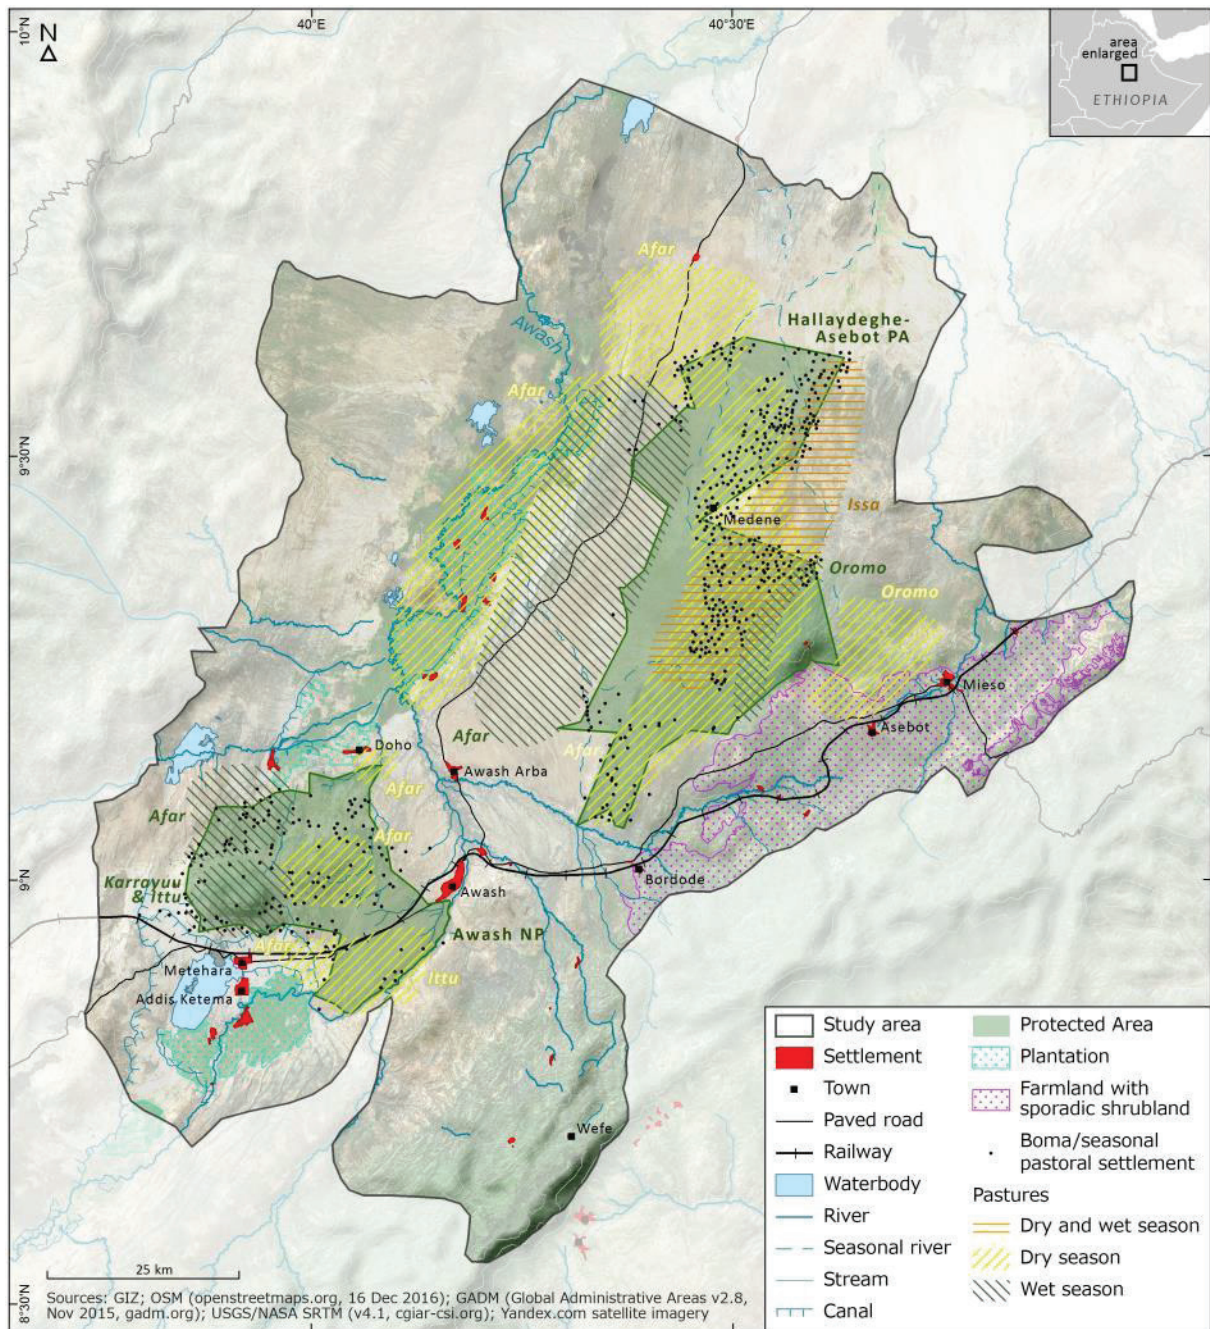 40°E
40°30'E
10°N
N
area
enlarged
ETHIOPIA
Afar
Hallaydeghe-
Asebot PA
Awash
Afar
9°30'N
Issa
Medene
Oromo
Oromo
Mieso
Asebot
Afar
Afar
Doho
Awash Arba
Afar
Afar
Afar
Karrayuu
& Ittu
9°N
Borbode
Awash
Awash NP
Afar
Ittu
Metehara
Addis Ketema
Wefe
Study area
Settlement
Town
Paved road
Railway
Waterbody
River
Seasonal river
Stream
Canal
Protected Area
Plantation
Farmland with
sporadic shrubland
Boma/seasonal
pastoral settlement
Pastures
Dry and wet season
Dry season
Wet season
25 km
8°30'N
Sources: GIZ; OSM (openstreetmaps.org, 16 Dec 2016); GADM (Global Administrative Areas v2.8,
Nov 2015, gadm.org); USGS/NASA SRTM (v4.1, cgiar-csi.org); Yandex.com satellite imagery